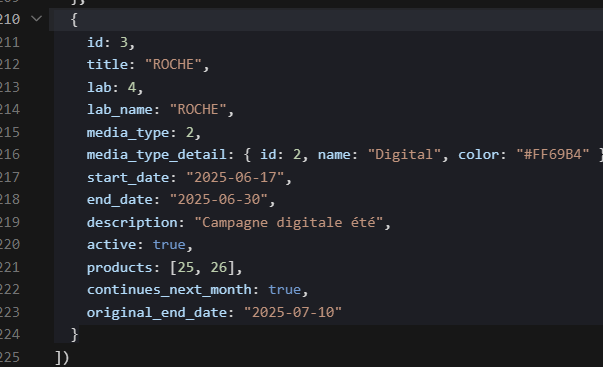 210 {
211 id: 3,
212 title: "ROCHE",
213 lab: 4,
214 lab_name: "ROCHE",
215 media_type: 2,
216 media_type_detail: { id: 2, name: "Digital", color: "#FF69B4" }
217 start_date: "2025-06-17",
218 end_date: "2025-06-30",
219 description: "Campagne digitale été",
220 active: true,
221 products: [25, 26],
222 continues_next_month: true,
223 original_end_date: "2025-07-10"
224 }
225 ])